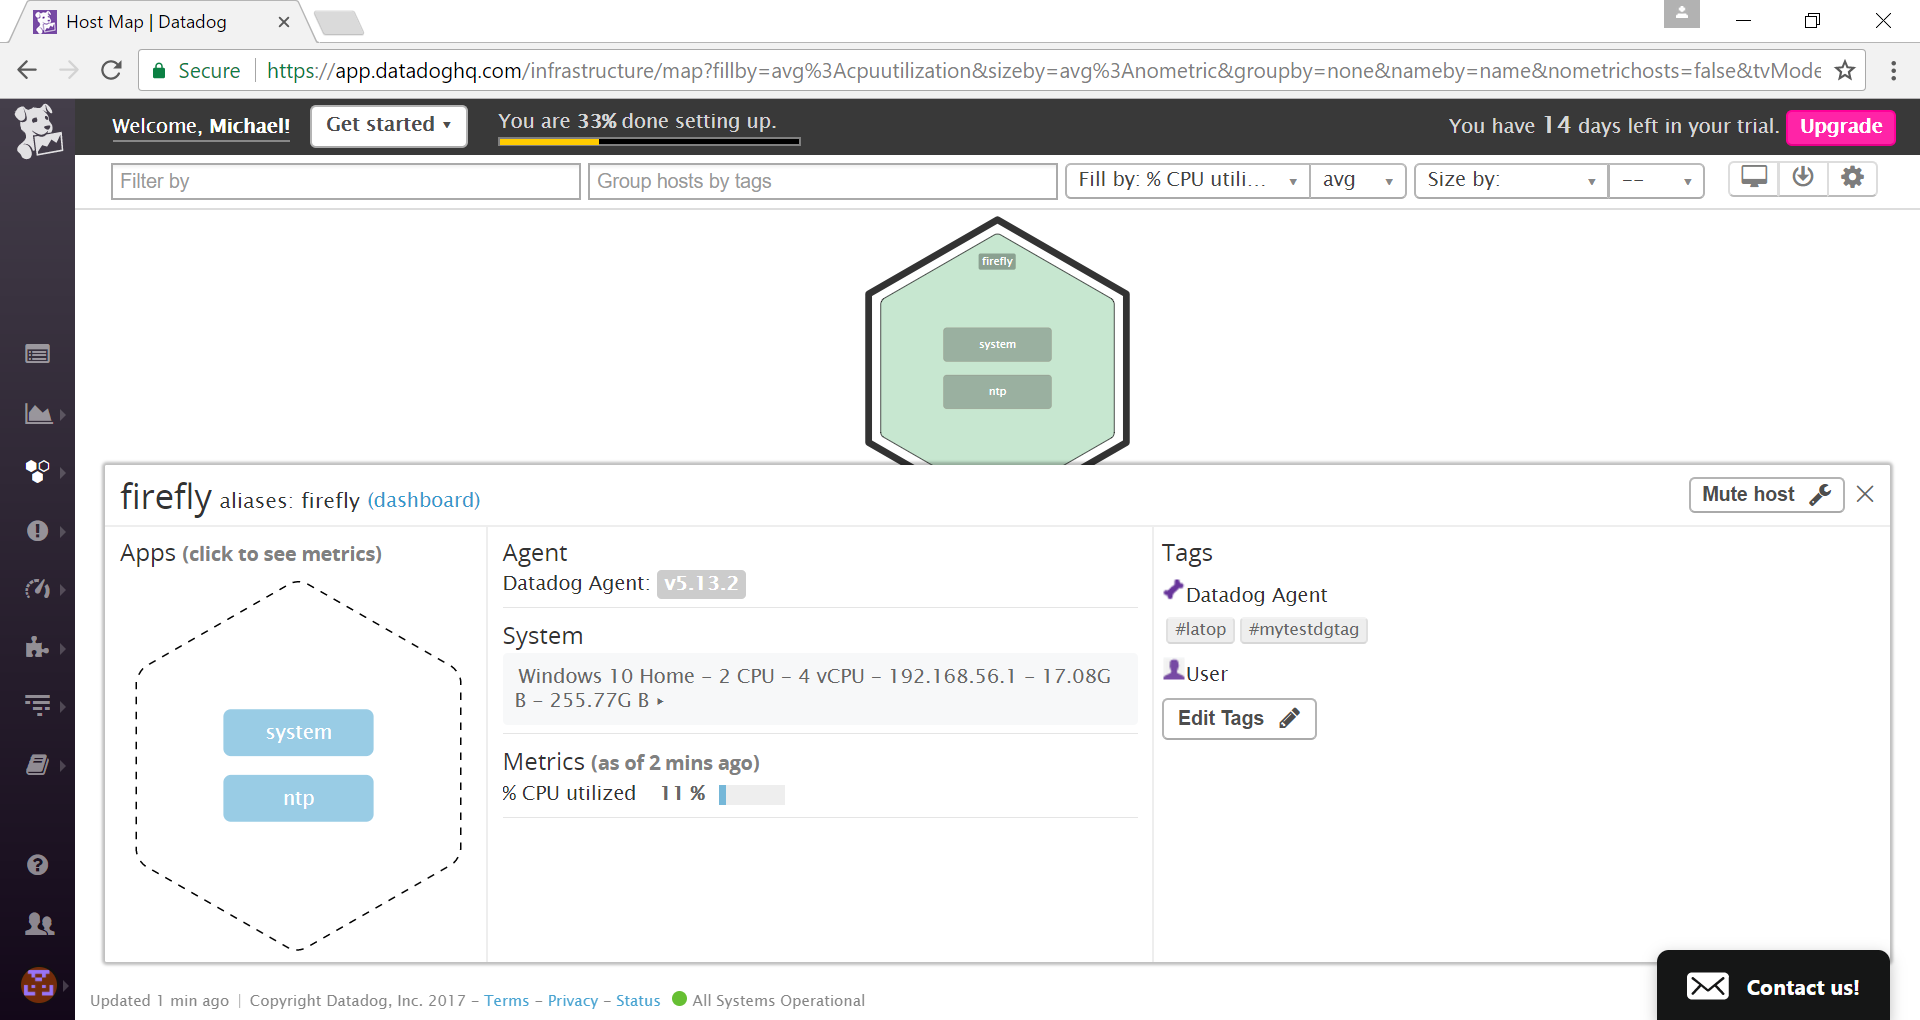 Host Map | Datadog
Secure https://app.datadoghq.com/infrastructure/map?fillby=avg%3Acpuutilization&sizeby=avg%3Anometric&groupby=none&nameby=name&nometrichosts=false&tvMode
Welcome, Michael! Get started You are 33% done setting up. You have 14 days left in your trial. Upgrade
Filter by Group hosts by tags Fill by: % CPU utili... avg Size by: --
firefly
system
ntp
firefly aliases: firefly (dashboard) Mute host
Apps (click to see metrics)
system
ntp
Agent
Datadog Agent: v5.13.2
System
Windows 10 Home – 2 CPU – 4 vCPU – 192.168.56.1 – 17.08G
B – 255.77G B
Metrics (as of 2 mins ago)
% CPU utilized 11 %
Tags
Datadog Agent
#latop #mytestdgtag
User
Edit Tags
Updated 1 min ago | Copyright Datadog, Inc. 2017 – Terms – Privacy – Status All Systems Operational
Contact us!